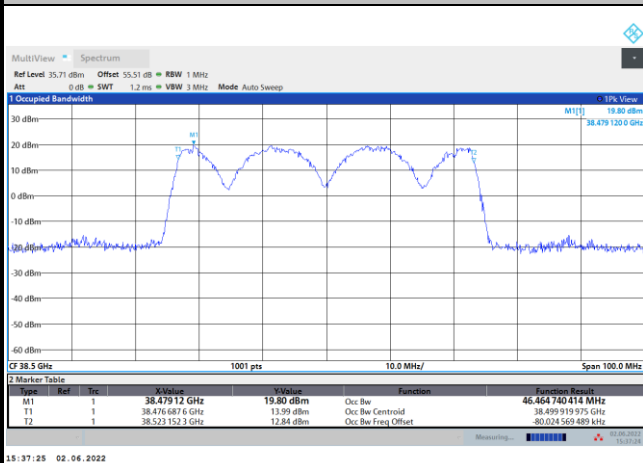 MultiView Spectrum
Ref Level 35.71 dBm Offset 55.51 dB RBW 1 MHz
Att 0 dB SWT 1.2 ms VBW 3 MHz Mode Auto Sweep
1 Occupied Bandwidth 1Pk View
M1[1] 19.80 dBm
38.479 120 0 GHz
30 dBm
M1
20 dBm
T1
T2
10 dBm
0 dBm
-10 dBm
-20 dBm
-30 dBm
-40 dBm
-50 dBm
-60 dBm
CF 38.5 GHz 1001 pts 10.0 MHz/ Span 100.0 MHz
2 Marker Table
Type Ref Trc X-Value Y-Value Function Function Result
M1 1 38.479 12 GHz 19.80 dBm Occ Bw 46.464 740 414 MHz
T1 1 38.476 687 6 GHz 13.99 dBm Occ Bw Centroid 38.499 919 975 GHz
T2 1 38.523 152 3 GHz 12.84 dBm Occ Bw Freq Offset -80.024 569 489 kHz
Measuring... 02.06.2022
15:37:24
15:37:25 02.06.2022